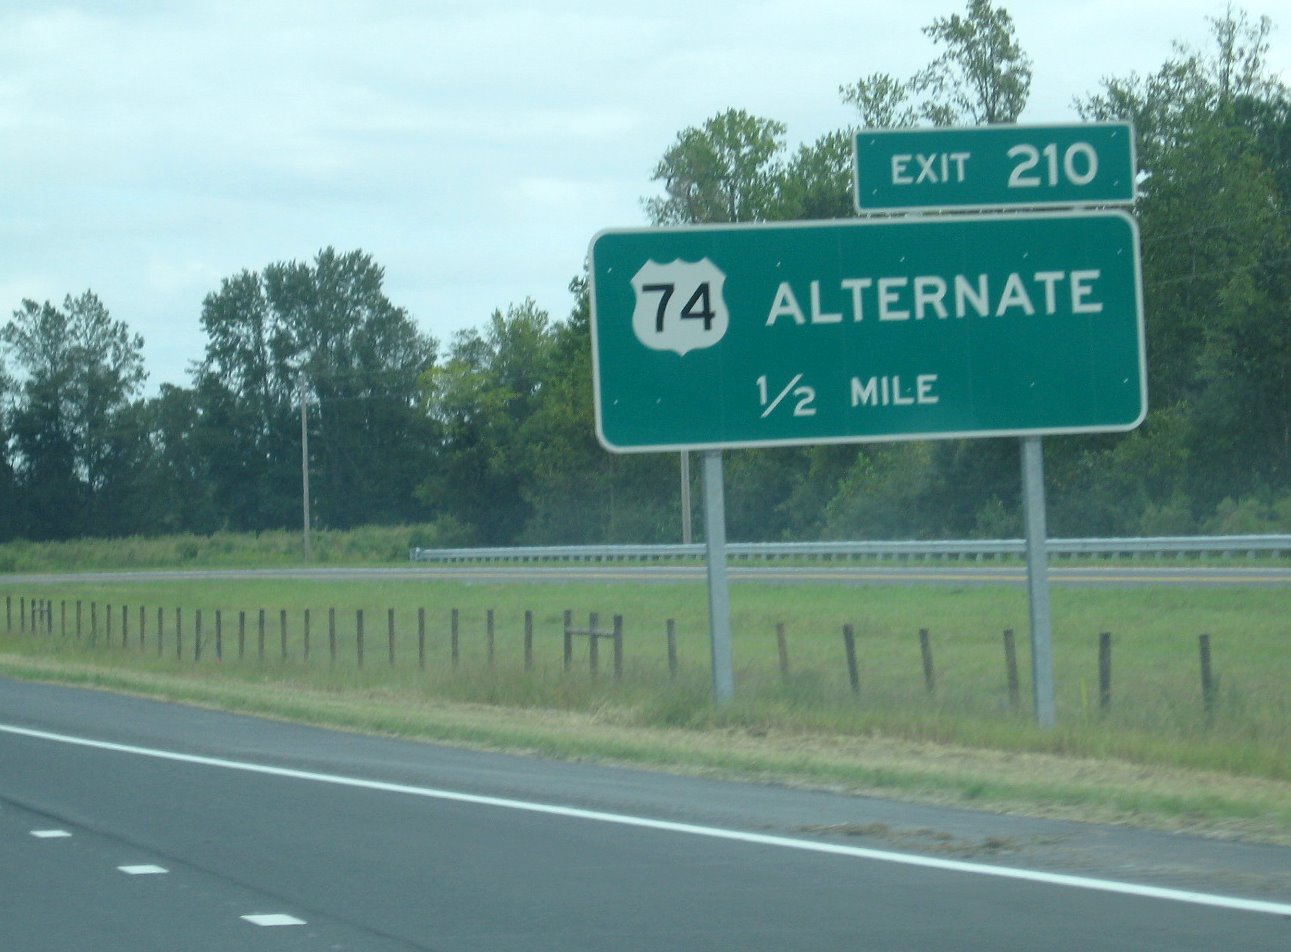 EXIT 210
74 ALTERNATE
1/2 MILE